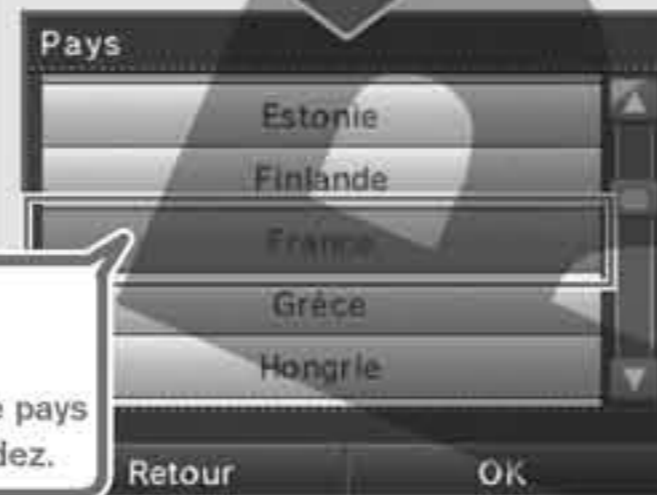 Pays
Estonie
Finlande
France
Grèce
Hongrie
pays
dez.
Retour
OK